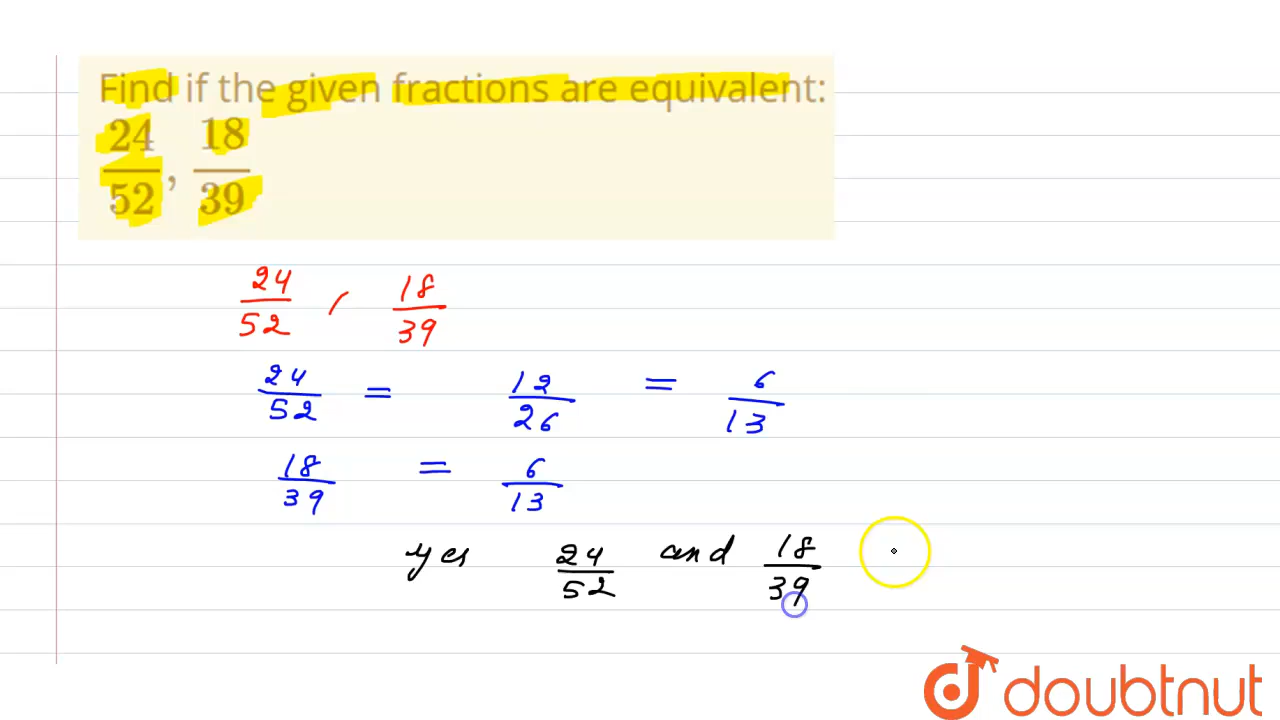 Find if the given fractions are equivalent:
24/52, 18/39
24/52 , 18/39
24/52 = 12/26 = 6/13
18/39 = 6/13
yes 24/52 and 18/39
doubtnut